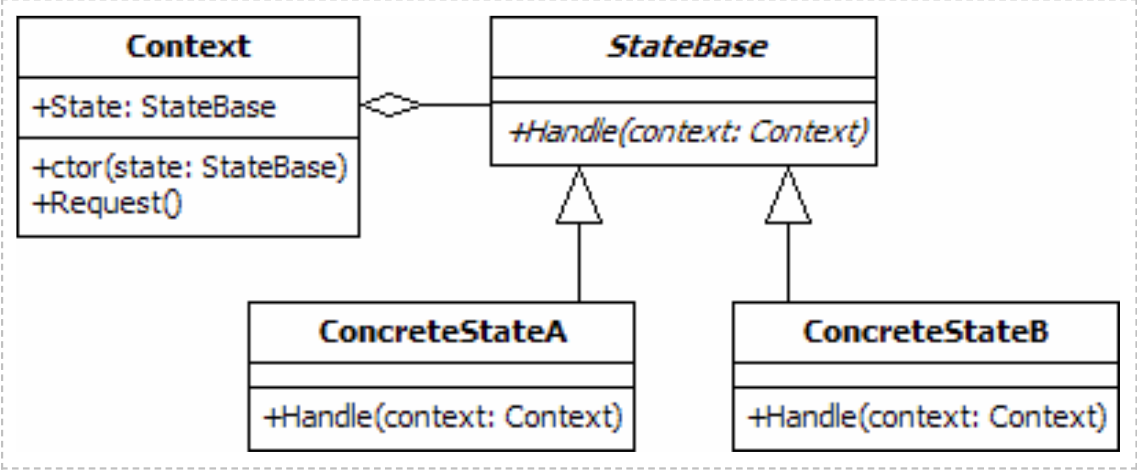 Context
+State: StateBase
+ctor(state: StateBase)
+Request()
StateBase
+Handle(context: Context)
ConcreteStateA
+Handle(context: Context)
ConcreteStateB
+Handle(context: Context)